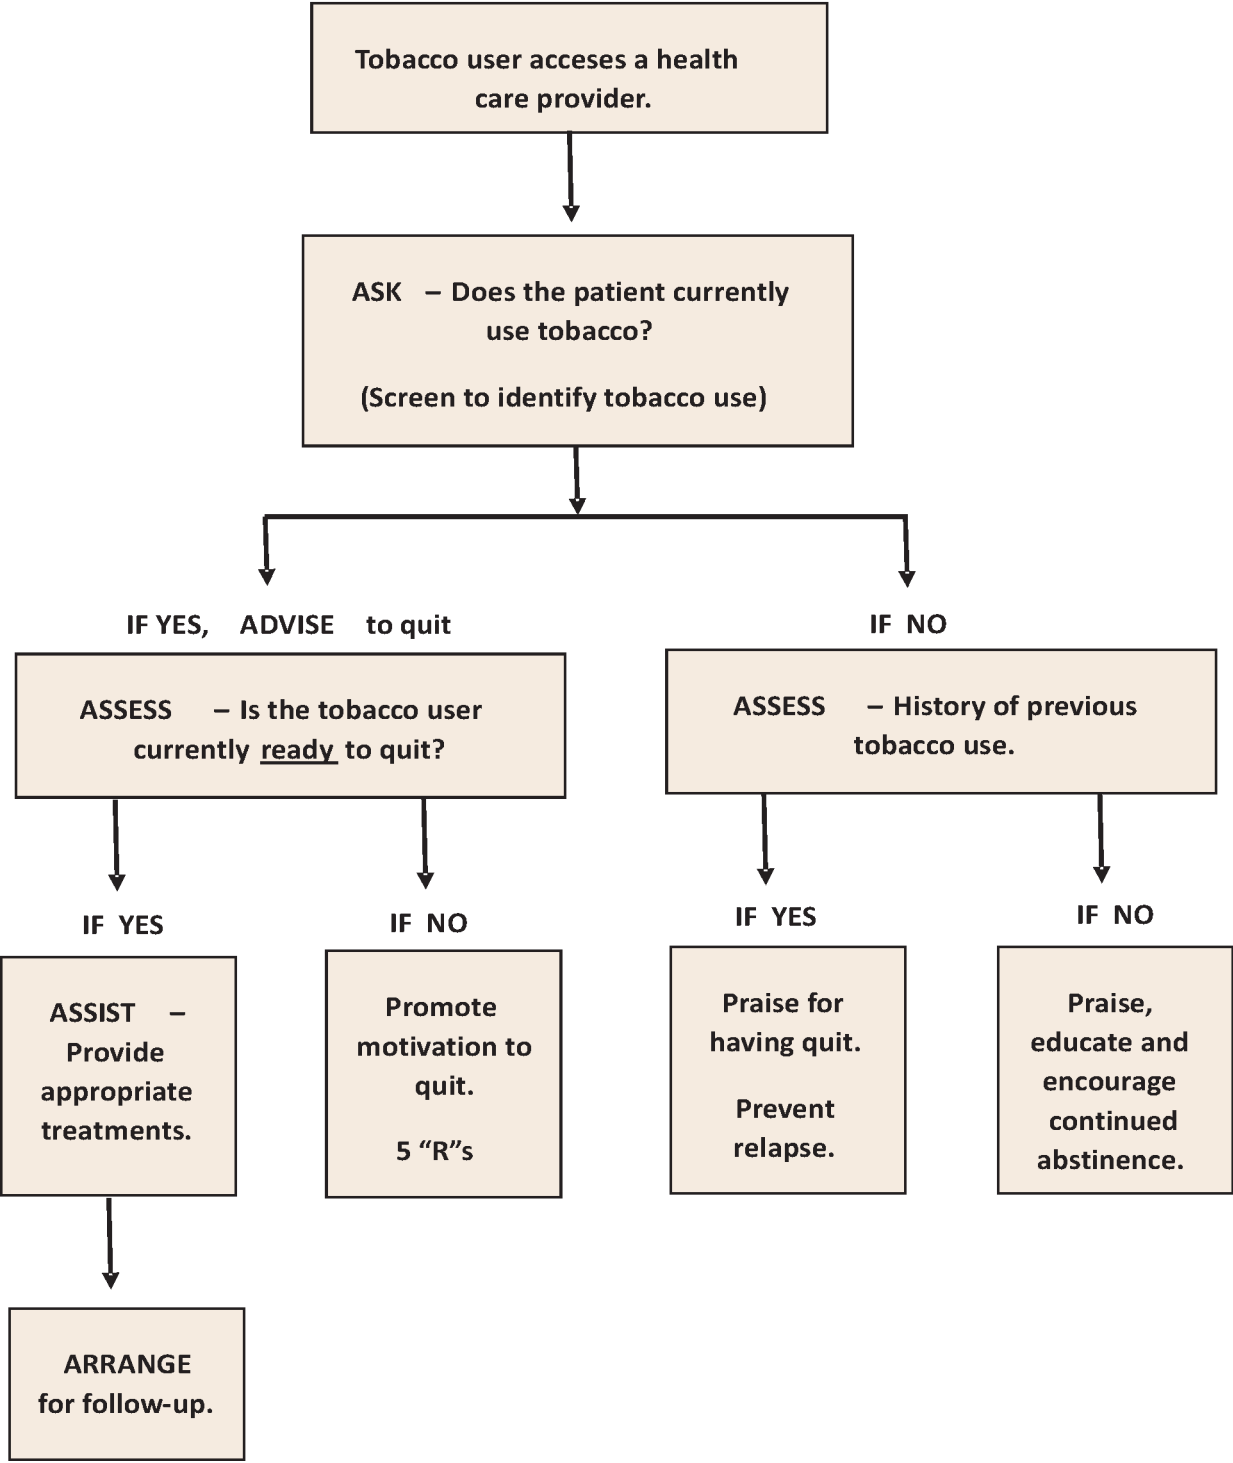 Tobacco user acceses a health
care provider.
ASK – Does the patient currently
use tobacco?
(Screen to identify tobacco use)
IF YES, ADVISE to quit
IF NO
ASSESS – Is the tobacco user
currently ready to quit?
ASSESS – History of previous
tobacco use.
IF YES
IF NO
IF YES
IF NO
ASSIST –
Provide
appropriate
treatments.
Promote
motivation to
quit.
5 “R”s
Praise for
having quit.
Prevent
relapse.
Praise,
educate and
encourage
continued
abstinence.
ARRANGE
for follow-up.